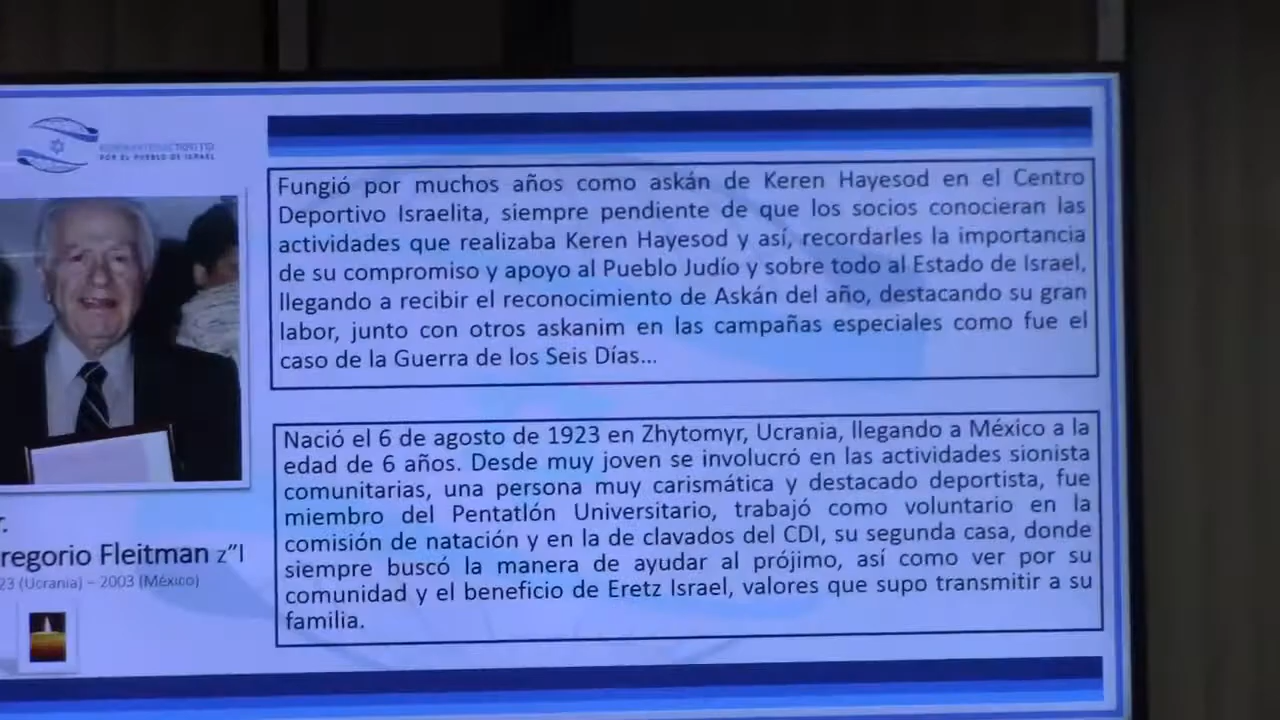 POR EL PUEBLO DE ISRAEL
Fungió por muchos años como askán de Keren Hayesod en el Centro
Deportivo Israelita, siempre pendiente de que los socios conocieran las
actividades que realizaba Keren Hayesod y así, recordarles la importancia
de su compromiso y apoyo al Pueblo Judío y sobre todo al Estado de Israel,
llegando a recibir el reconocimiento de Askán del año, destacando su gran
labor, junto con otros askanim en las campañas especiales como fue el
caso de la Guerra de los Seis Días...
Nació el 6 de agosto de 1923 en Zhytomyr, Ucrania, llegando a México a la
edad de 6 años. Desde muy joven se involucró en las actividades sionista
comunitarias, una persona muy carismática y destacado deportista, fue
miembro del Pentatlón Universitario, trabajó como voluntario en la
comisión de natación y en la de clavados del CDI, su segunda casa, donde
siempre buscó la manera de ayudar al prójimo, así como ver por su
comunidad y el beneficio de Eretz Israel, valores que supo transmitir a su
familia.
r.
regorio Fleitman z"l
23 (Ucrania) – 2003 (México)